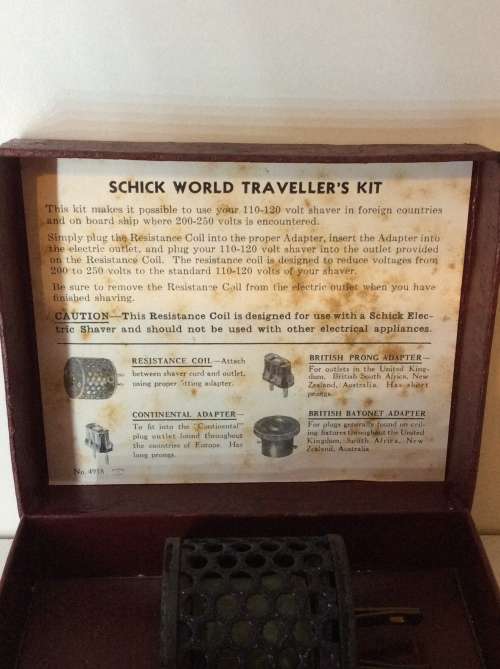 SCHICK WORLD TRAVELLER'S KIT
This kit makes it possible to use your 110-120 volt shaver in foreign countries
and on board ship where 200-250 volts is encountered.
Simply plug the Resistance Coil into the proper Adapter, insert the Adapter into
the electric outlet, and plug your 110-120 volt shaver into the outlet provided
on the Resistance Coil. The resistance coil is designed to reduce voltages from
200 to 250 volts to the standard 110-120 volts of your shaver.
Be sure to remove the Resistance Coil from the electric outlet when you have
finished shaving.
CAUTION—This Resistance Coil is designed for use with a Schick Elec-
tric Shaver and should not be used with other electrical appliances.
RESISTANCE COIL—Attach
between shaver cord and outlet,
using proper fitting adapter.
CONTINENTAL ADAPTER—
To fit into the "Continental"
plug outlet found throughout
the countries of Europe. Has
long prongs.
No. 4958
BRITISH PRONG ADAPTER—
For outlets in the United King-
dom, British South Africa, New
Zealand, Australia. Has short
prongs.
BRITISH BAYONET ADAPTER
For plugs generally found on ceil-
ing fixtures throughout the United
Kingdom, South Africa, New
Zealand, Australia